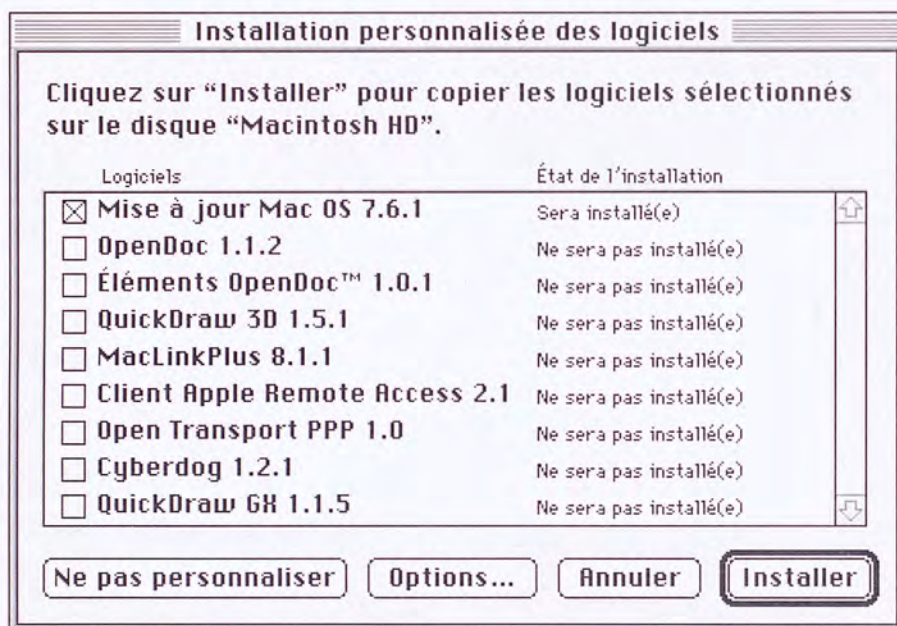 Installation personnalisée des logiciels
Cliquez sur “Installer” pour copier les logiciels sélectionnés
sur le disque “Macintosh HD”.
Logiciels État de l'installation
Mise à jour Mac OS 7.6.1 Sera installé(e)
OpenDoc 1.1.2 Ne sera pas installé(e)
Éléments OpenDoc™ 1.0.1 Ne sera pas installé(e)
QuickDraw 3D 1.5.1 Ne sera pas installé(e)
MacLinkPlus 8.1.1 Ne sera pas installé(e)
Client Apple Remote Access 2.1 Ne sera pas installé(e)
Open Transport PPP 1.0 Ne sera pas installé(e)
Cyberdog 1.2.1 Ne sera pas installé(e)
QuickDraw GX 1.1.5 Ne sera pas installé(e)
Ne pas personnaliser Options... Annuler Installer